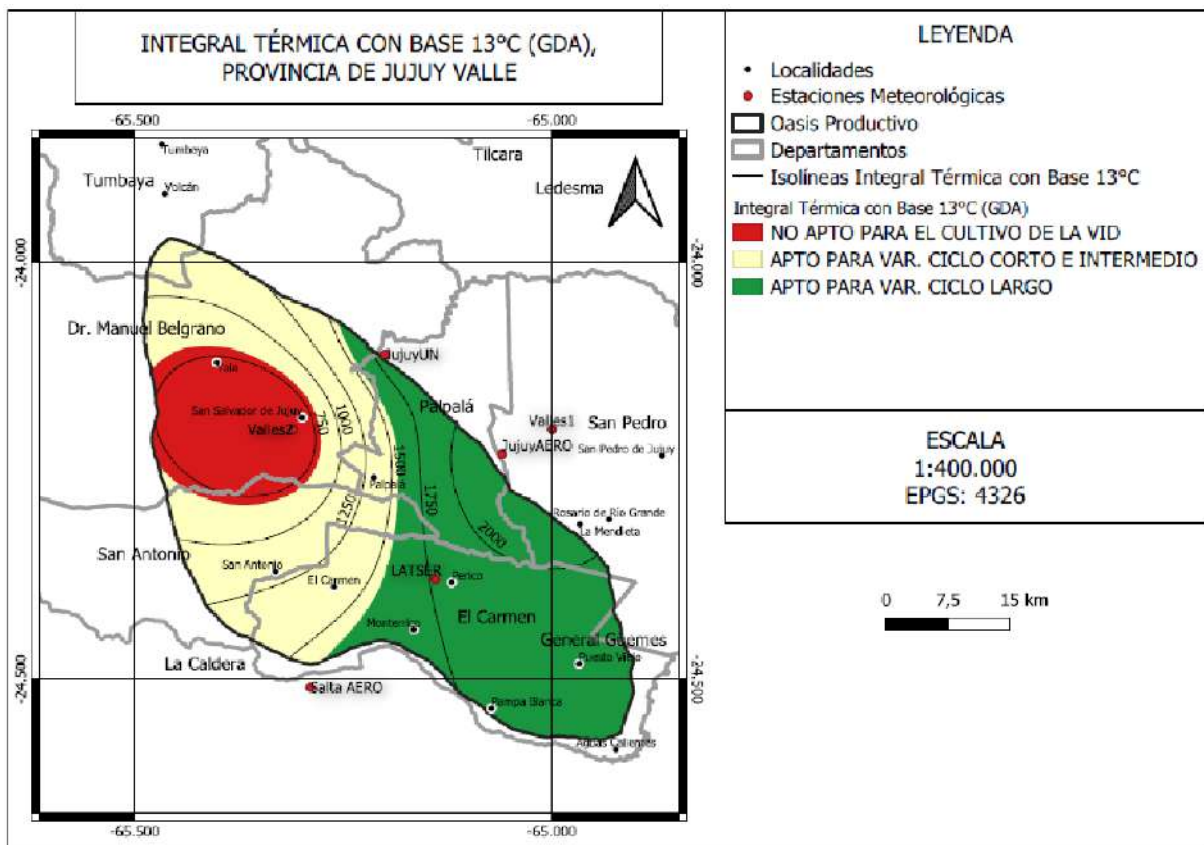 INTEGRAL TÉRMICA CON BASE 13°C (GDA),
PROVINCIA DE JUJUY VALLE
-65.500
-65.000
Tumbaya
Tilcara
Tumbaya
Volcán
Ledesma
-24.000
-24.000
Dr. Manuel Belgrano
JujuyUN
Yala
Palpalá
San Salvador de Jujuy
Valles2
750
1000
Valles1
San Pedro
JujuyAERO
San Pedro de Jujuy
1500
Palpalá
1750
1250
2000
Rosario de Río Grande
La Mendieta
San Antonio
San Antonio
El Carmen
LATSER
Perico
El Carmen
Monterrico
General Güemes
Puesto Viejo
La Caldera
-24.500
-24.500
Salta AERO
Pampa Blanca
Aguas Calientes
-65.500
-65.000
LEYENDA
Localidades
Estaciones Meteorológicas
Oasis Productivo
Departamentos
Isolíneas Integral Térmica con Base 13°C
Integral Térmica con Base 13°C (GDA)
NO APTO PARA EL CULTIVO DE LA VID
APTO PARA VAR. CICLO CORTO E INTERMEDIO
APTO PARA VAR. CICLO LARGO
ESCALA
1:400.000
EPGS: 4326
0 7,5 15 km